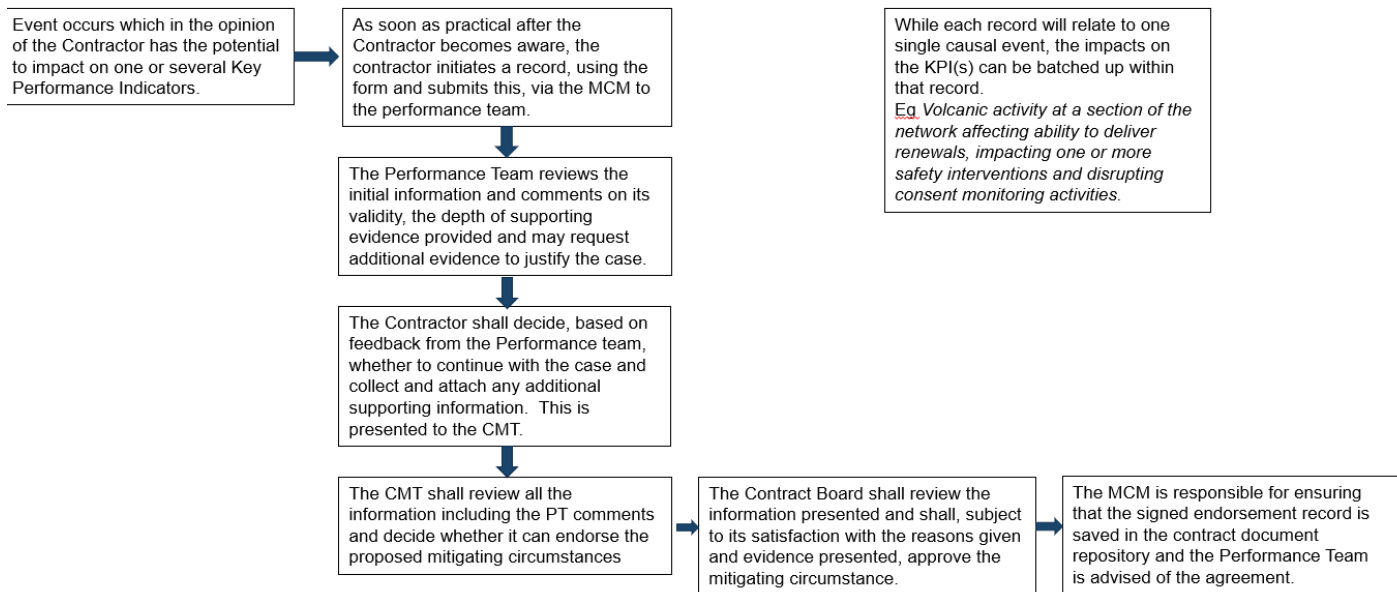 Event occurs which in the opinion
of the Contractor has the potential
to impact on one or several Key
Performance Indicators.
As soon as practical after the
Contractor becomes aware, the
contractor initiates a record, using the
form and submits this, via the MCM to
the performance team.
While each record will relate to one
single causal event, the impacts on
the KPI(s) can be batched up within
that record.
Eg Volcanic activity at a section of the
network affecting ability to deliver
renewals, impacting one or more
safety interventions and disrupting
consent monitoring activities.
The Performance Team reviews the
initial information and comments on its
validity, the depth of supporting
evidence provided and may request
additional evidence to justify the case.
The Contractor shall decide, based on
feedback from the Performance team,
whether to continue with the case and
collect and attach any additional
supporting information.  This is
presented to the CMT.
The CMT shall review all the
information including the PT comments
and decide whether it can endorse the
proposed mitigating circumstances
The Contract Board shall review the
information presented and shall, subject
to its satisfaction with the reasons given
and evidence presented, approve the
mitigating circumstance.
The MCM is responsible for ensuring
that the signed endorsement record is
saved in the contract document
repository and the Performance Team
is advised of the agreement.